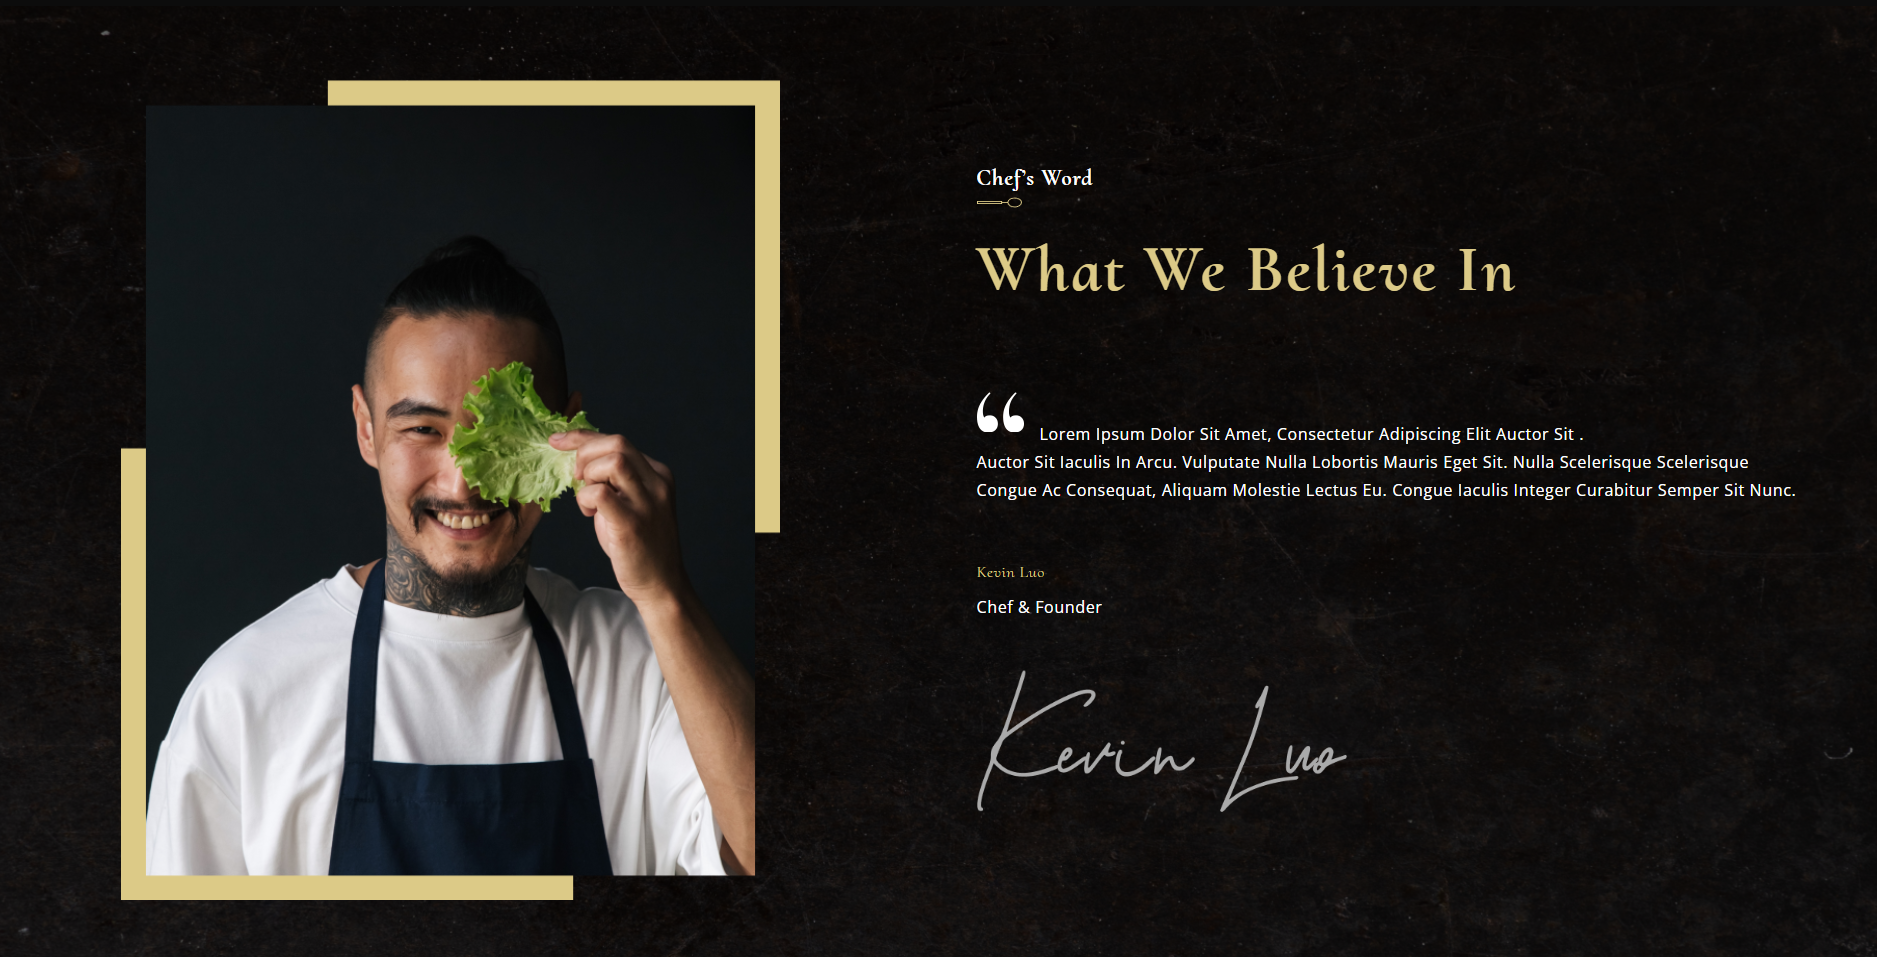 Chef's Word
What We Believe In
“ Lorem Ipsum Dolor Sit Amet, Consectetur Adipiscing Elit Auctor Sit .
Auctor Sit Iaculis In Arcu. Vulputate Nulla Lobortis Mauris Eget Sit. Nulla Scelerisque Scelerisque
Congue Ac Consequat, Aliquam Molestie Lectus Eu. Congue Iaculis Integer Curabitur Semper Sit Nunc.
Kevin Luo
Chef & Founder
Kevin Luo